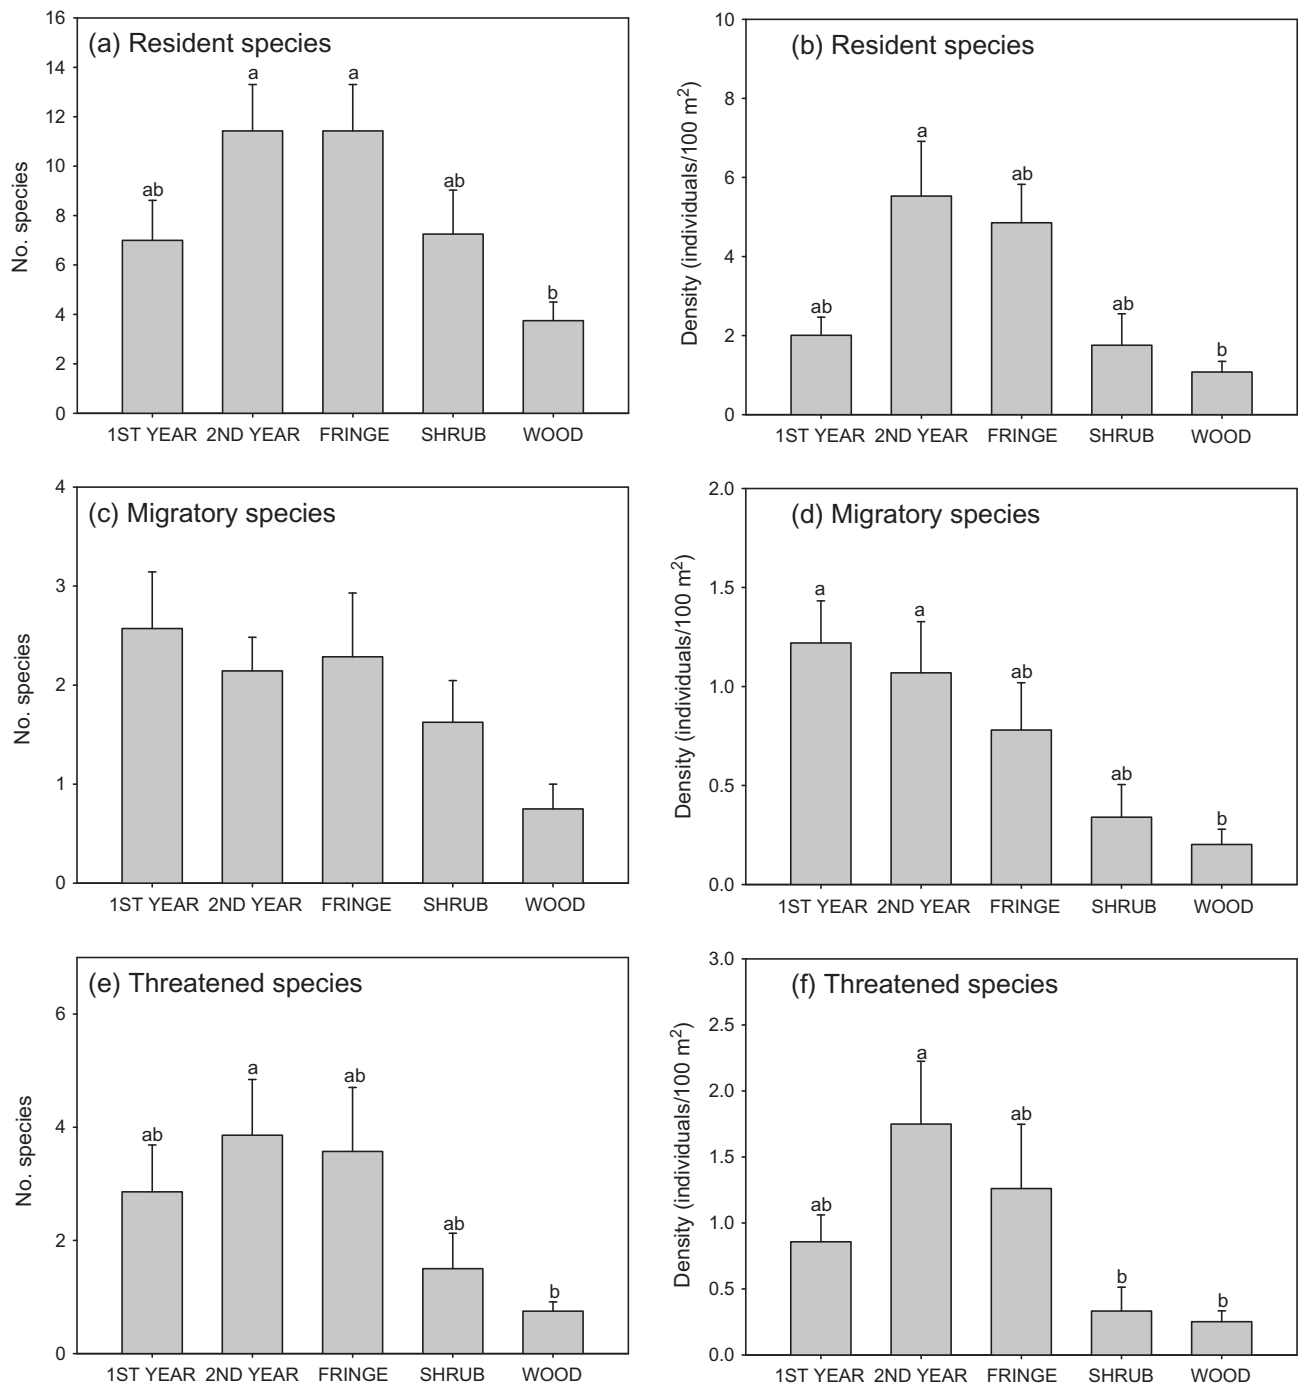 (a) Resident species
No. species
16
14
12
10
8
6
4
2
0
ab
a
a
ab
b
1ST YEAR 2ND YEAR FRINGE SHRUB WOOD
(b) Resident species
Density (individuals/100 m²)
10
8
6
4
2
0
ab
a
ab
ab
b
1ST YEAR 2ND YEAR FRINGE SHRUB WOOD
(c) Migratory species
No. species
4
3
2
1
0
1ST YEAR 2ND YEAR FRINGE SHRUB WOOD
(d) Migratory species
Density (individuals/100 m²)
2.0
1.5
1.0
0.5
0.0
a
a
ab
ab
b
1ST YEAR 2ND YEAR FRINGE SHRUB WOOD
(e) Threatened species
No. species
6
4
2
0
ab
a
ab
ab
b
1ST YEAR 2ND YEAR FRINGE SHRUB WOOD
(f) Threatened species
Density (individuals/100 m²)
3.0
2.5
2.0
1.5
1.0
0.5
0.0
ab
a
ab
b
b
1ST YEAR 2ND YEAR FRINGE SHRUB WOOD